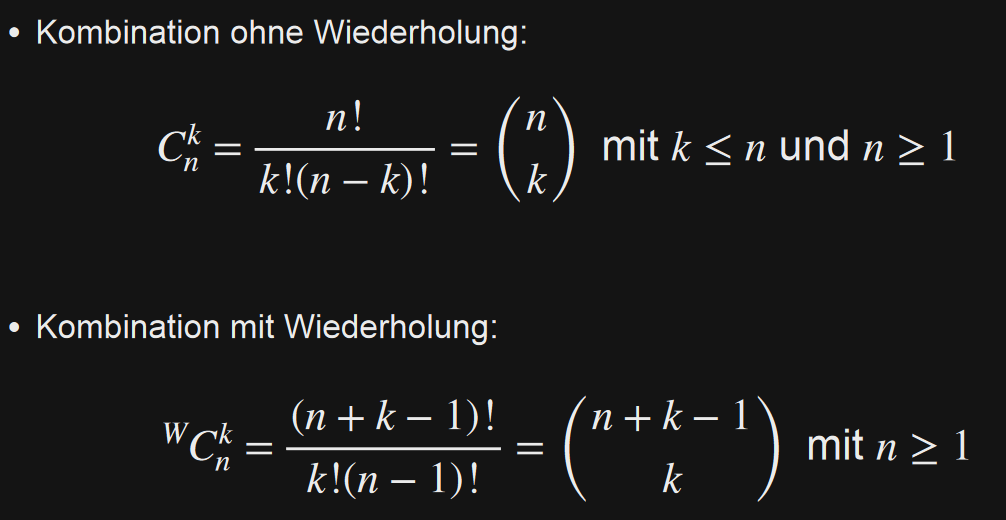 • Kombination ohne Wiederholung:
$C_n^k = \frac{n!}{k!(n-k)!} = \binom{n}{k}$ mit $k \leq n$ und $n \geq 1$
• Kombination mit Wiederholung:
${}^W C_n^k = \frac{(n+k-1)!}{k!(n-1)!} = \binom{n+k-1}{k}$ mit $n \geq 1$